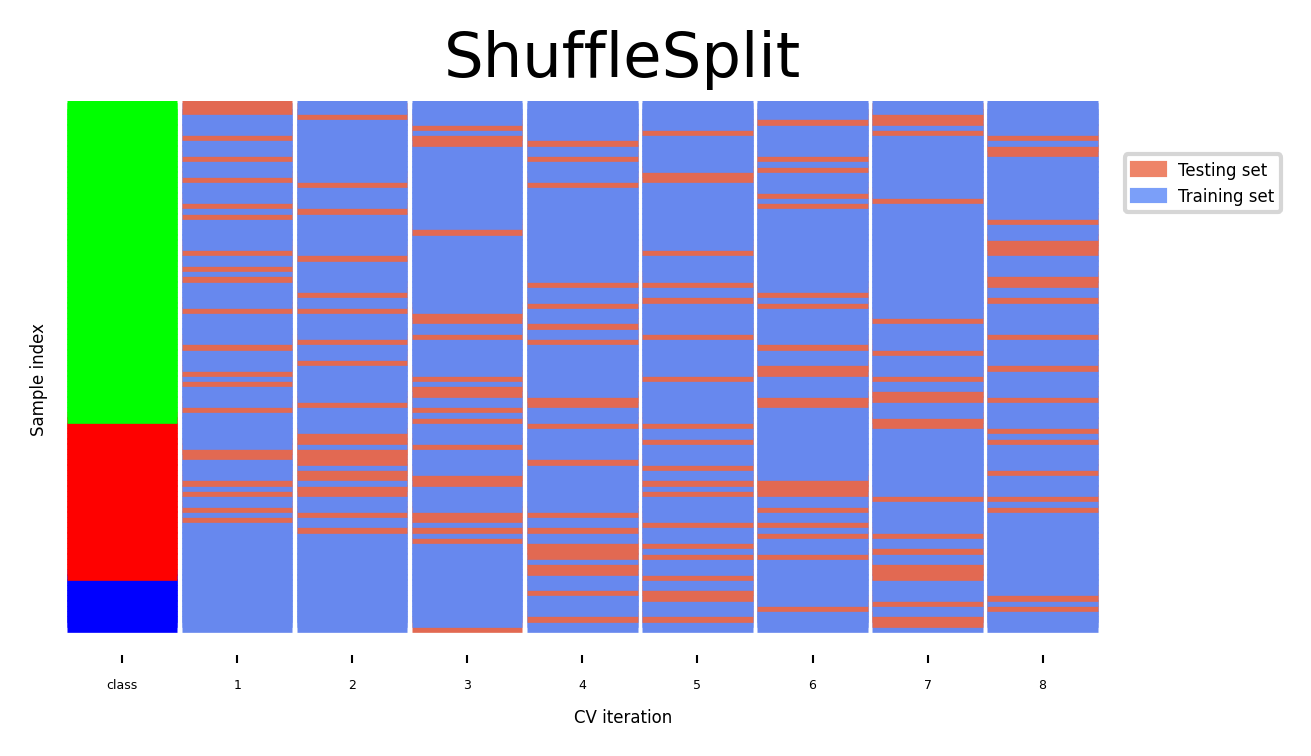 ShuffleSplit
Testing set
Training set
Sample index
class 1 2 3 4 5 6 7 8
CV iteration